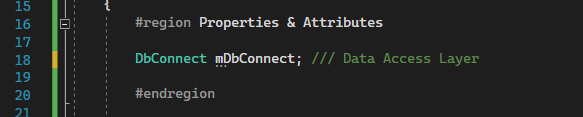 15 {
16 #region Properties & Attributes
17
18 DbConnect mDbConnect; /// Data Access Layer
19
20 #endregion
21